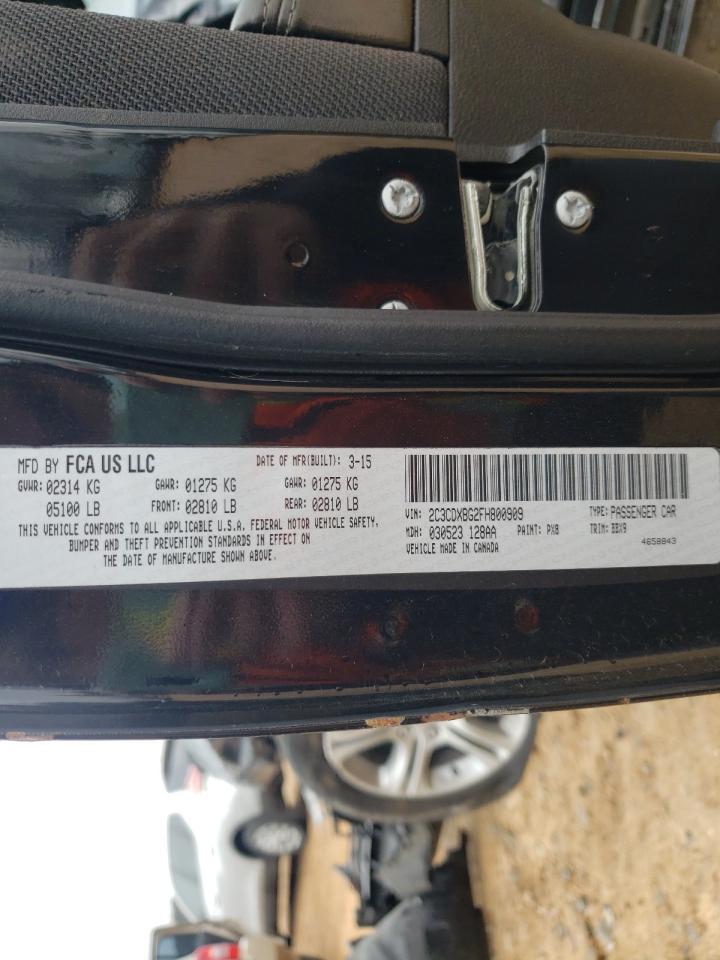 MFD BY FCA US LLC DATE OF MFR(BUILT): 3-15
GVWR: 02314 KG GAWR: 01275 KG GAWR: 01275 KG
05100 LB FRONT: 02810 LB REAR: 02810 LB
THIS VEHICLE CONFORMS TO ALL APPLICABLE U.S.A. FEDERAL MOTOR VEHICLE SAFETY,
BUMPER AND THEFT PREVENTION STANDARDS IN EFFECT ON
THE DATE OF MANUFACTURE SHOWN ABOVE.
VIN: 2C3CDXBG2FH800909 TYPE: PASSENGER CAR
MDH: 030523 128AA PAINT: PX8 TRIM: BBX9
VEHICLE MADE IN CANADA 4658843